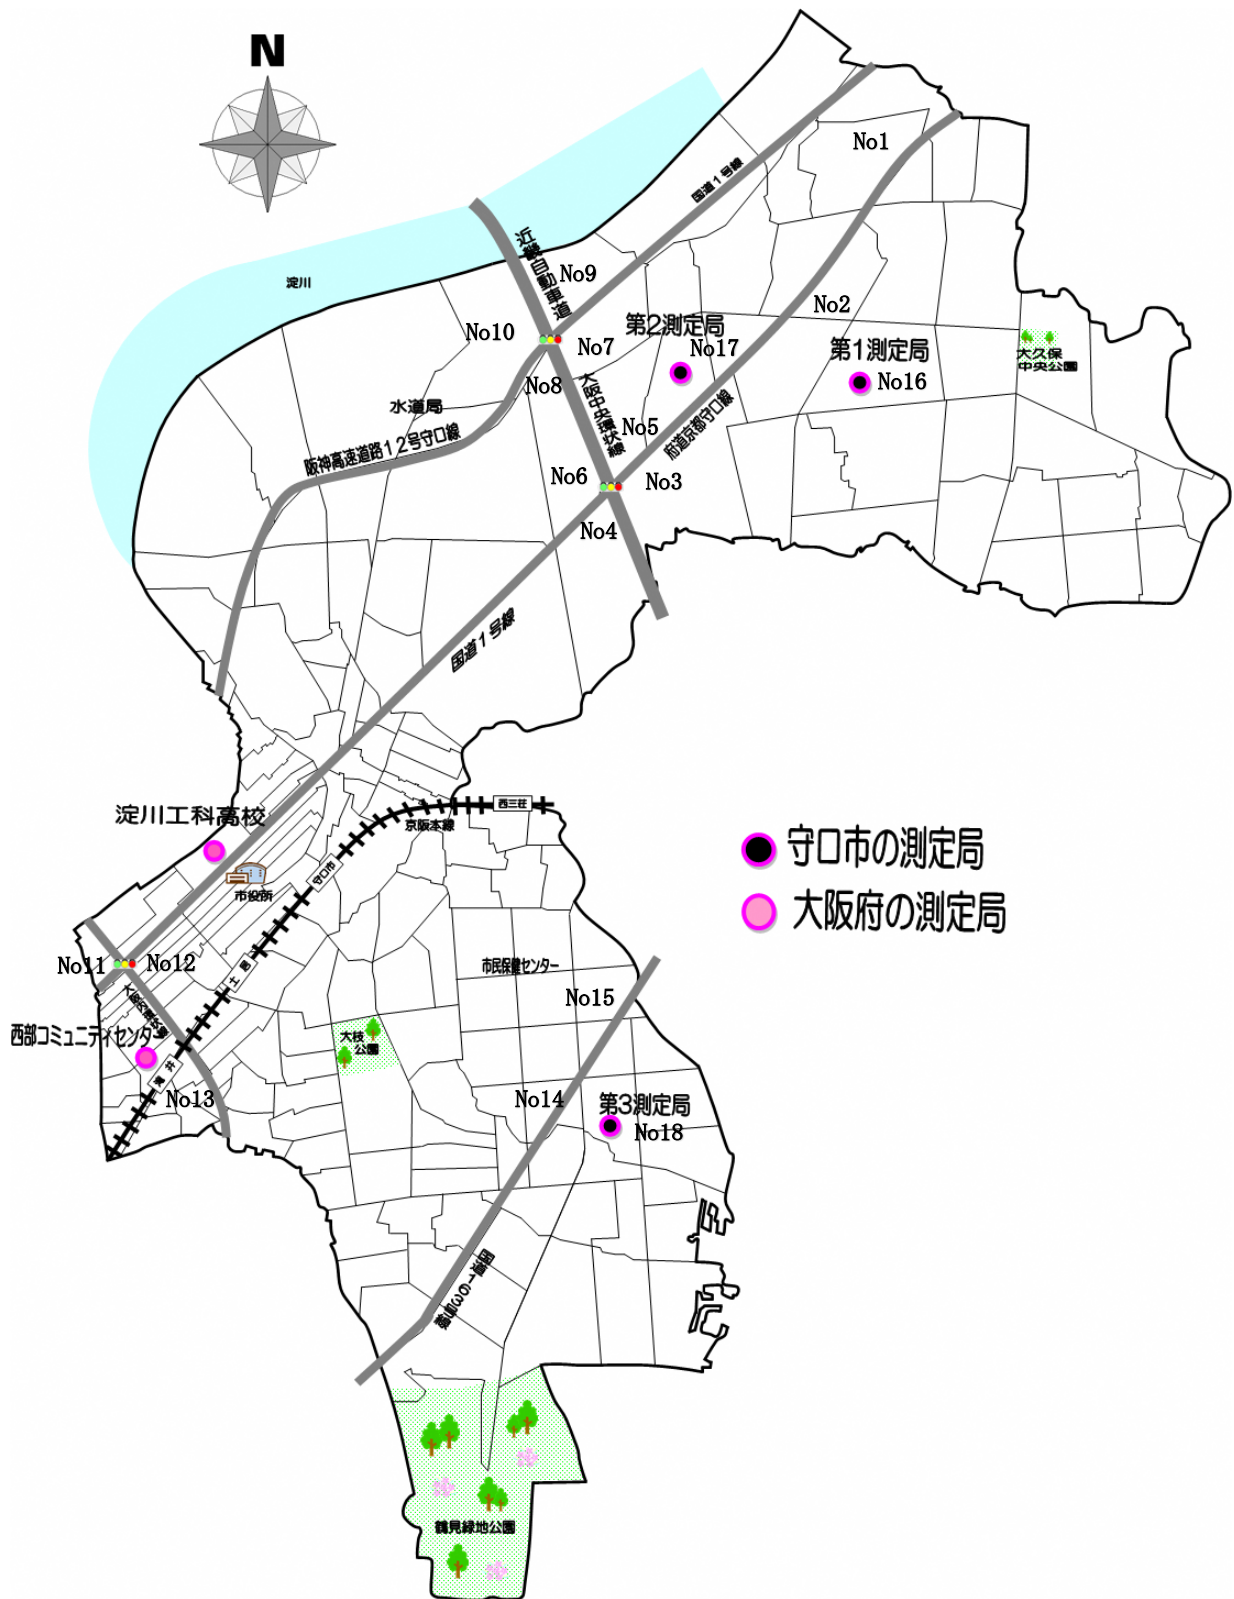 N
No1
国道1号線
近畿自動車道
No9
淀川
No2
第2測定局
No10
No17
No7
第1測定局
大久保
中央公園
No16
No8
大阪中央環状線
水道局
No5
府道京都守口線
阪神高速道路12号守口線
No6
No3
No4
国道1号線
西三荘
淀川工科高校
京阪本線
守口市の測定局
守口市
市役所
大阪府の測定局
No11
No12
土居
市民保健センター
No15
西部コミュニティセンター
大枝
公園
滝井
No13
No14
第3測定局
No18
国道163号線
鶴見緑地公園